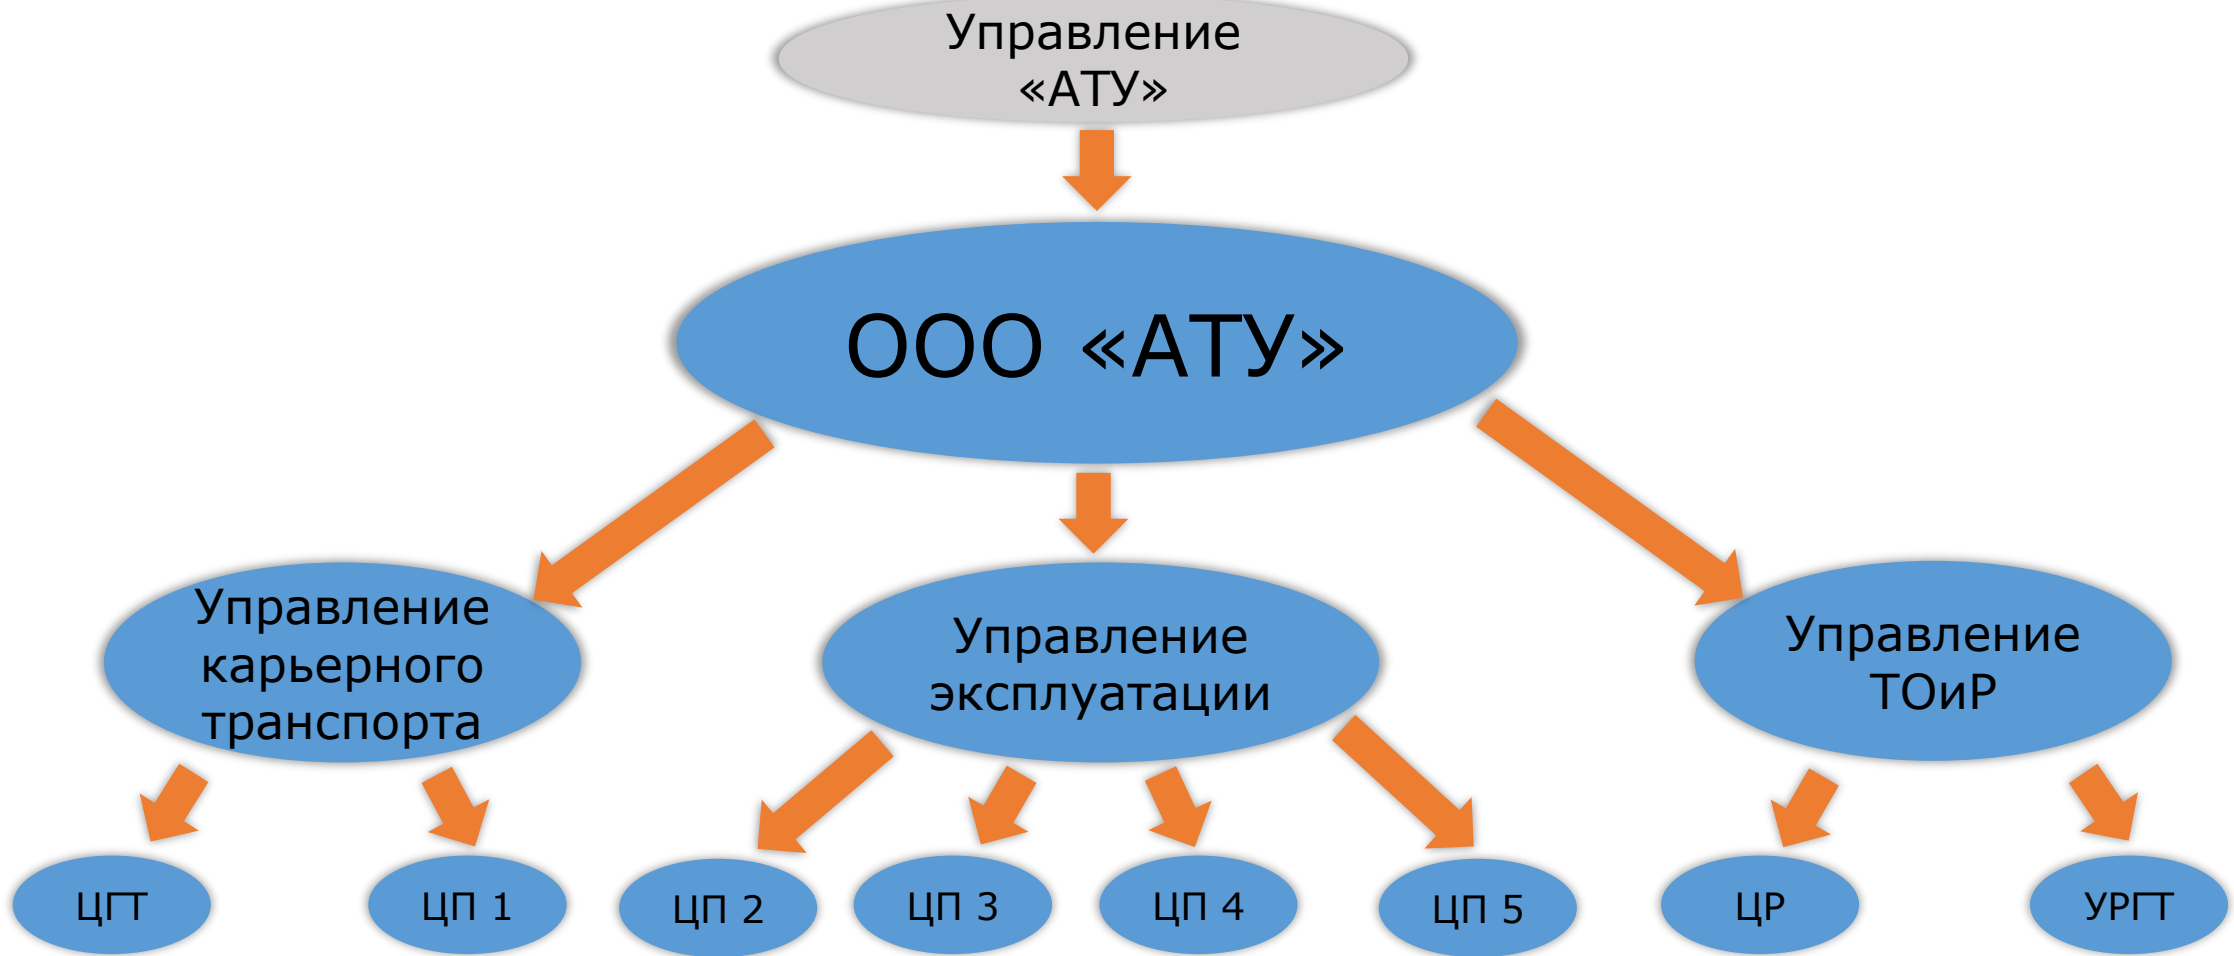 Управление
«АТУ»
ООО «АТУ»
Управление
карьерного
транспорта
Управление
эксплуатации
Управление
ТОиР
ЦГТ
ЦП 1
ЦП 2
ЦП 3
ЦП 4
ЦП 5
ЦР
УРГТ